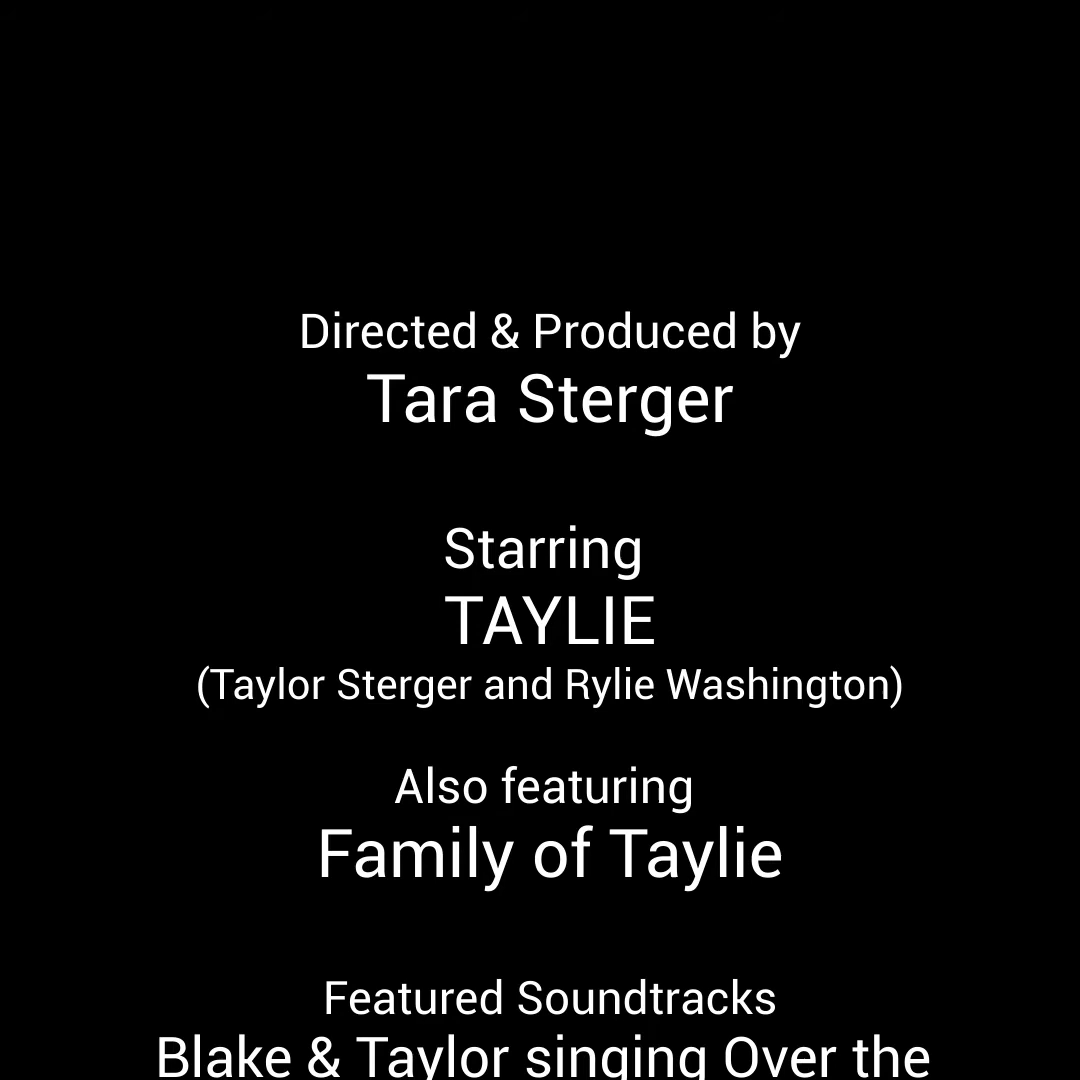 Directed & Produced by
Tara Sterger
Starring
TAYLIE
(Taylor Sterger and Rylie Washington)
Also featuring
Family of Taylie
Featured Soundtracks
Blake & Taylor singing Over the